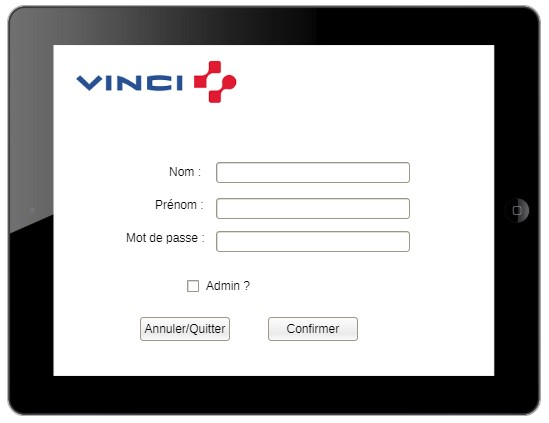 VINCI
Nom :
Prénom :
Mot de passe :
Admin ?
Annuler/Quitter Confirmer